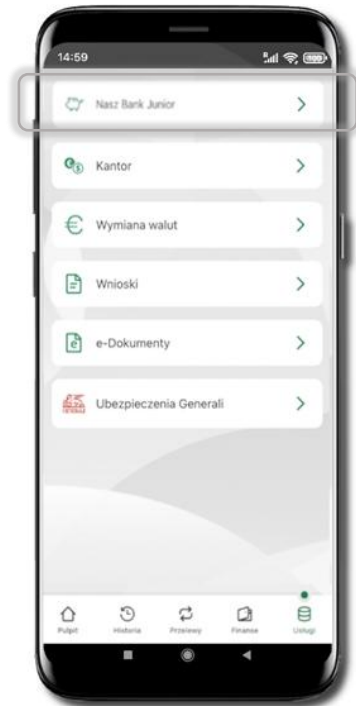 14:59
Nasz Bank Junior
Kantor
Wymiana walut
Wnioski
e-Dokumenty
Ubezpieczenia Generali
Pulpit
Historia
Przelewy
Finanse
Usługi